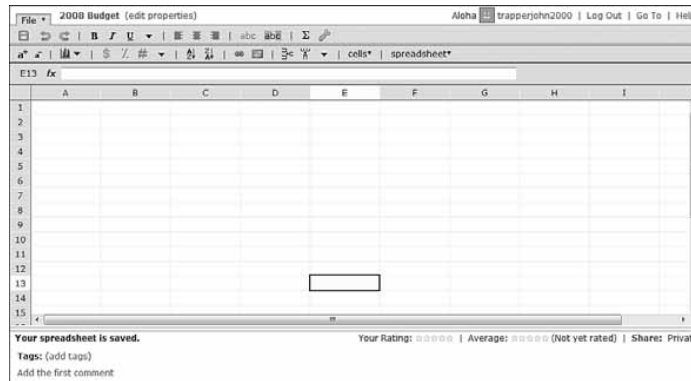 File 2008 Budget (edit properties) Aloha trapperjohn2000 | Log Out | Go To | Hel
B I U | abc abc | Σ
a+ a- | $ % # | cells | spreadsheet
E13 fx
A B C D E F G H I
1
2
3
4
5
6
7
8
9
10
11
12
13
14
15
Your spreadsheet is saved. Your Rating: ☆☆☆☆☆ | Average: ☆☆☆☆☆ (Not yet rated) | Share: Privat
Tags: (add tags)
Add the first comment